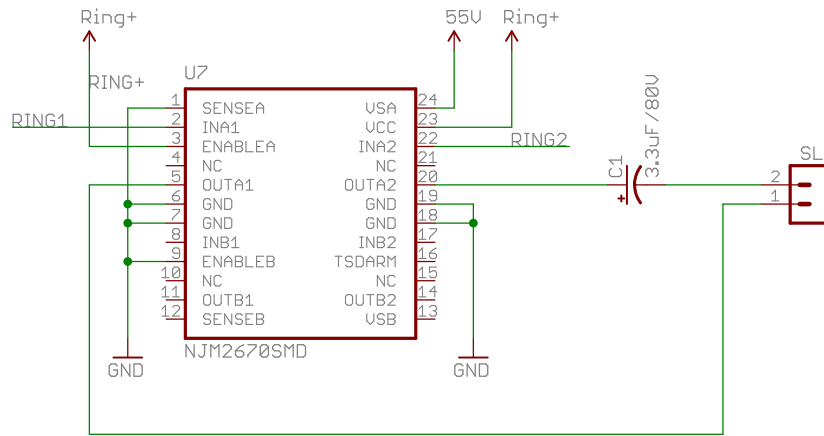 Ring+
55V
Ring+
RING+
U7
1 SENSEA VSA 24
RING1 2 INA1 VCC 23
3 ENABLEA INA2 22 RING2
4 NC NC 21
5 OUTA1 OUTA2 20
6 GND GND 19
7 GND GND 18
8 INB1 INB2 17
9 ENABLEB TSDARM 16
10 NC NC 15
11 OUTB1 OUTB2 14
12 SENSEB VSB 13
NJM2670SMD
GND
GND
C1
3.3uF/80V
+
SL
2
1